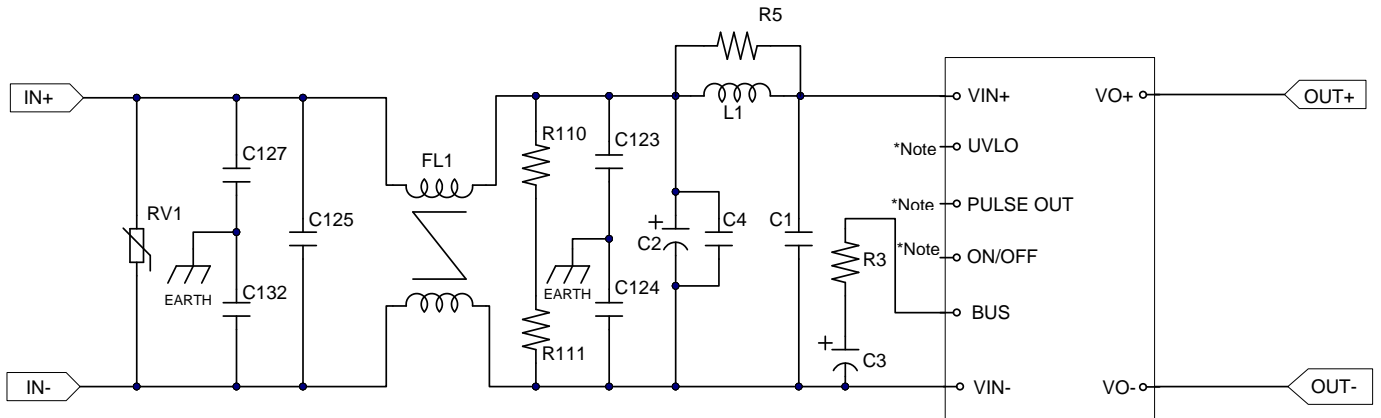 R5
IN+
VIN+
VO+
OUT+
L1
R110
C123
C127
FL1
*Note
UVLO
RV1
C125
*Note
PULSE OUT
C2
+
C4
C1
R3
*Note
ON/OFF
EARTH
C132
EARTH
C124
BUS
R111
+
C3
IN-
VIN-
VO-
OUT-